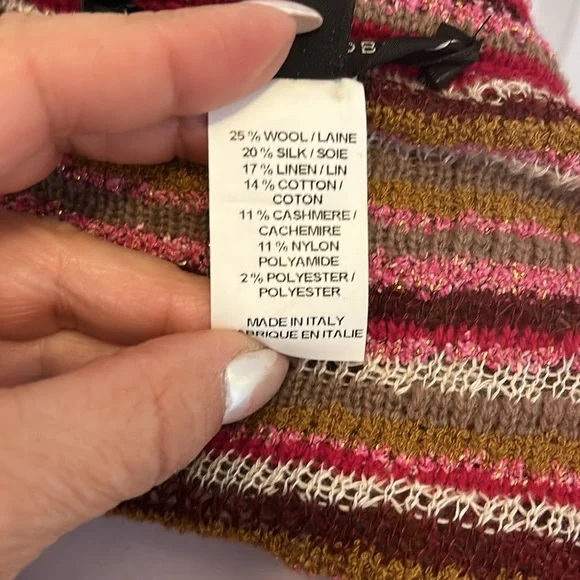 25 % WOOL / LAINE
20 % SILK / SOIE
17 % LINEN / LIN
14 % COTTON /
COTON
11 % CASHMERE /
CACHEMIRE
11 % NYLON
POLYAMIDE
2 % POLYESTER /
POLYESTER
MADE IN ITALY
FABRIQUE EN ITALIE